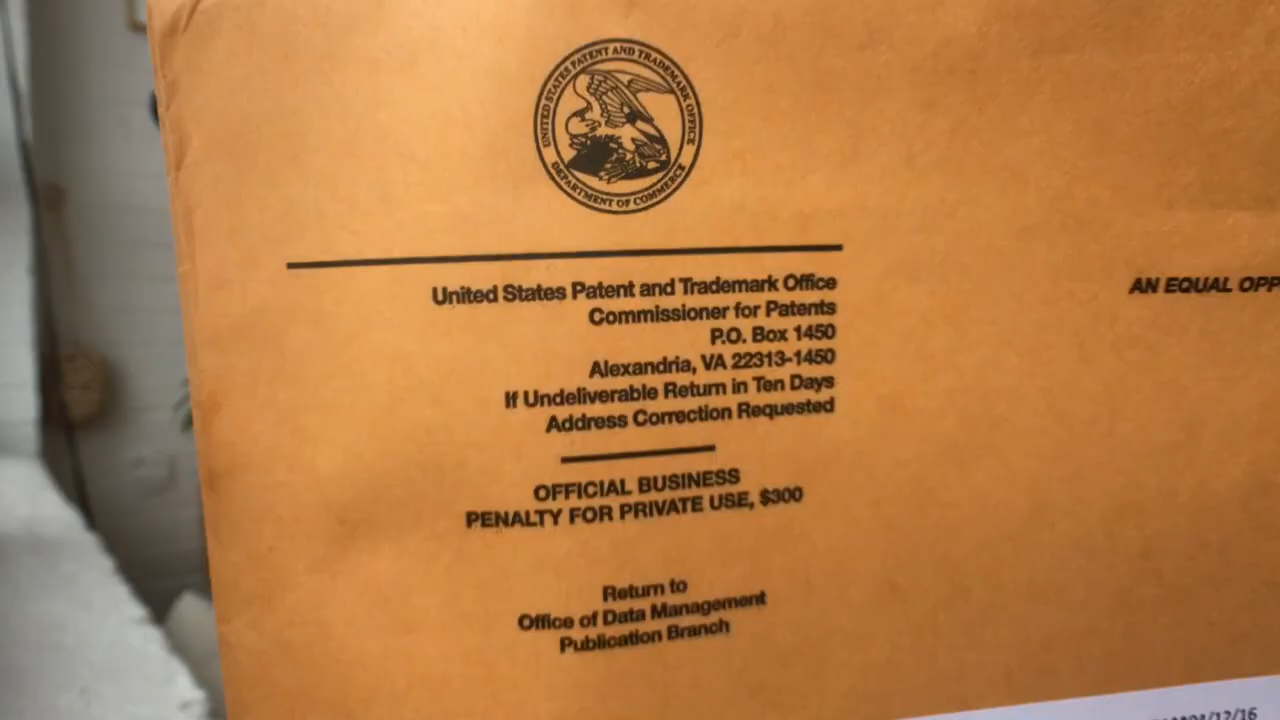 UNITED STATES PATENT AND TRADEMARK OFFICE
DEPARTMENT OF COMMERCE
United States Patent and Trademark Office
Commissioner for Patents
P.O. Box 1450
Alexandria, VA 22313-1450
If Undeliverable Return in Ten Days
Address Correction Requested
AN EQUAL OPP
OFFICIAL BUSINESS
PENALTY FOR PRIVATE USE, $300
Return to
Office of Data Management
Publication Branch